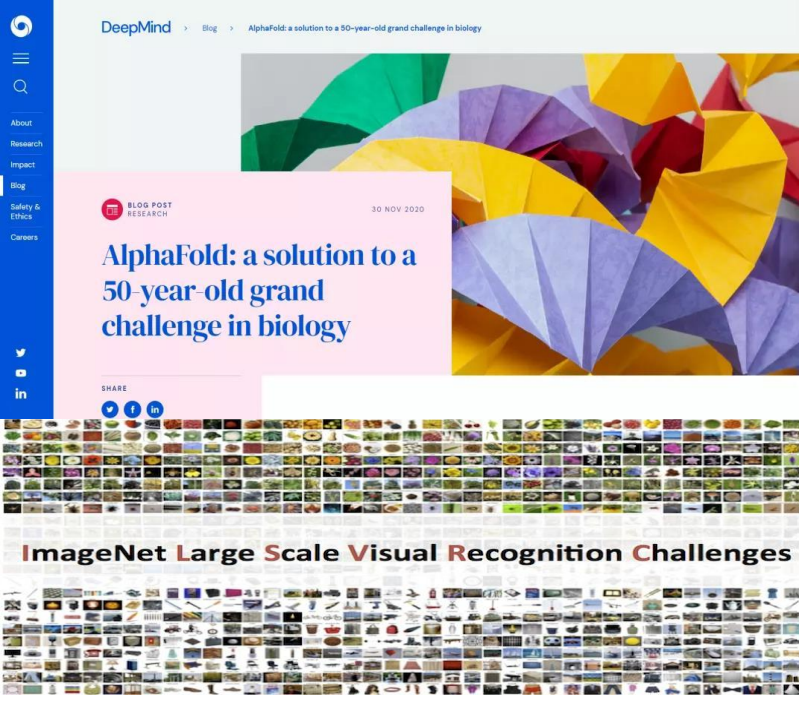 DeepMind > Blog > AlphaFold: a solution to a 50-year-old grand challenge in biology
About
Research
Impact
Blog
Safety &
Ethics
Careers
BLOG POST
RESEARCH
30 NOV 2020
AlphaFold: a solution to a
50-year-old grand
challenge in biology
SHARE
ImageNet Large Scale Visual Recognition Challenges